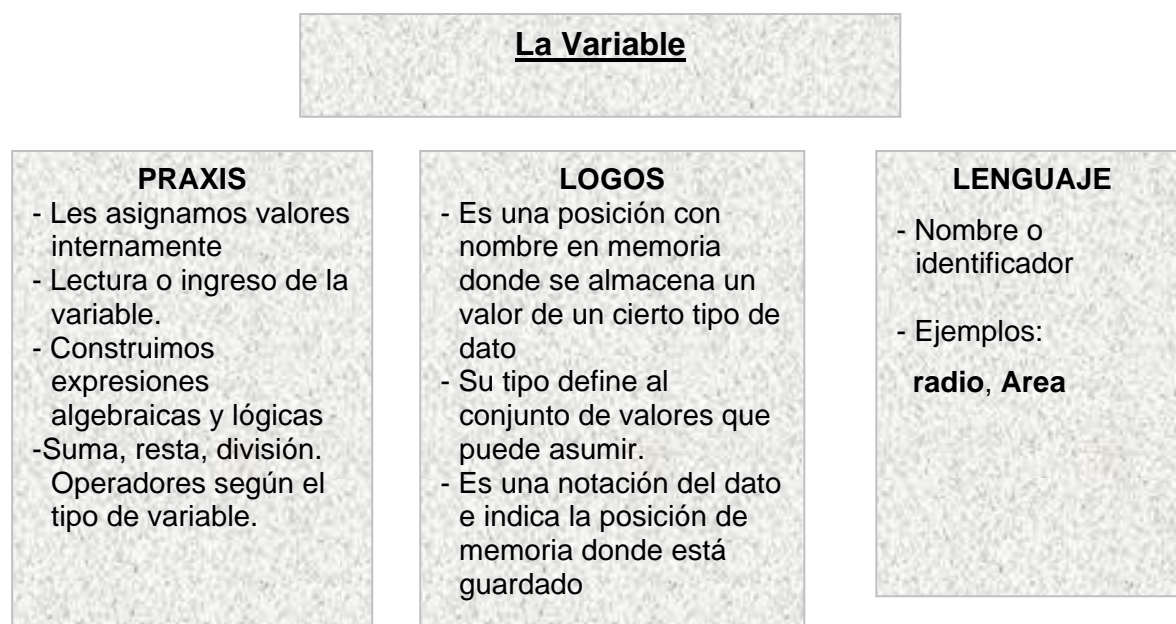 La Variable
PRAXIS
- Les asignamos valores
internamente
- Lectura o ingreso de la
variable.
- Construimos
expresiones
algebraicas y lógicas
-Suma, resta, división.
Operadores según el
tipo de variable.
LOGOS
- Es una posición con
nombre en memoria
donde se almacena un
valor de un cierto tipo de
dato
- Su tipo define al
conjunto de valores que
puede asumir.
- Es una notación del dato
e indica la posición de
memoria donde está
guardado
LENGUAJE
- Nombre o
identificador
- Ejemplos:
radio, Area